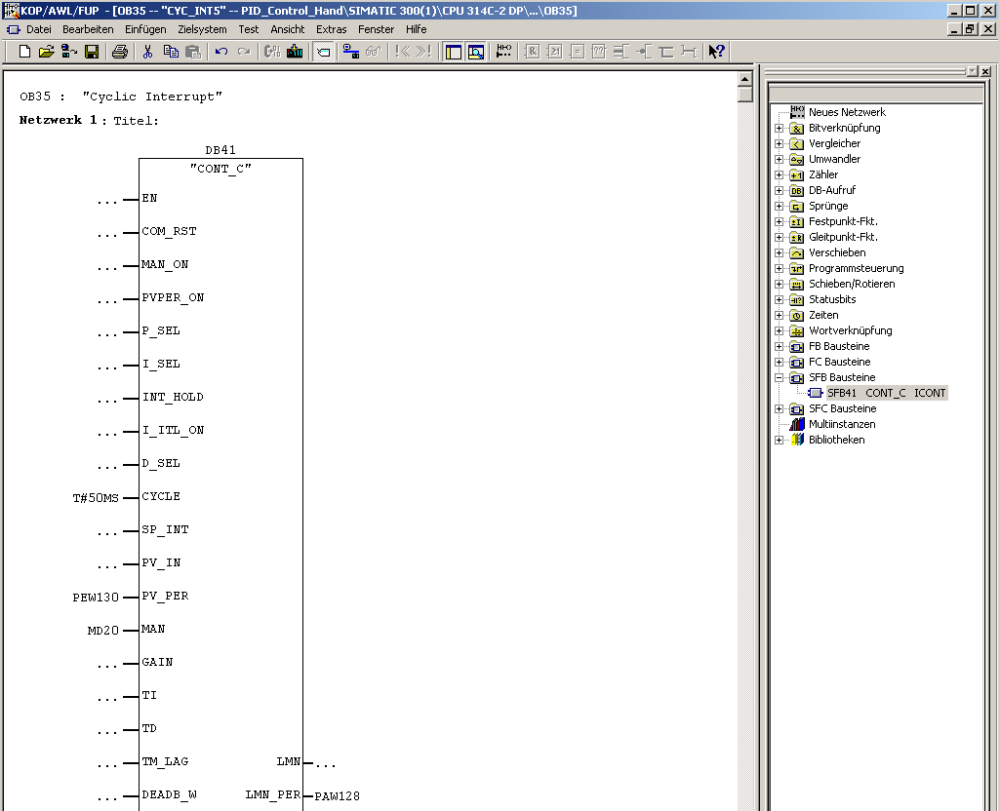 KOP/AWL/FUP - [OB35 -- "CYC_INT5" -- PID_Control_Hand\SIMATIC 300(1)\CPU 314C-2 DP\...\OB35]
Datei Bearbeiten Einfügen Zielsystem Test Ansicht Extras Fenster Hilfe
OB35 : "Cyclic Interrupt"
Netzwerk 1 : Titel:
DB41
"CONT_C"
... EN
... COM_RST
... MAN_ON
... PVPER_ON
... P_SEL
... I_SEL
... INT_HOLD
... I_ITL_ON
... D_SEL
T#50MS CYCLE
... SP_INT
... PV_IN
PEW130 PV_PER
MD20 MAN
... GAIN
... TI
... TD
... TM_LAG LMN ...
... DEADB_W LMN_PER PAW128
Neues Netzwerk
Bitverknüpfung
Vergleicher
Umwandler
Zähler
DB-Aufruf
Sprünge
Festpunkt-Fkt.
Gleitpunkt-Fkt.
Verschieben
Programmsteuerung
Schieben/Rotieren
Statusbits
Zeiten
Wortverknüpfung
FB Bausteine
FC Bausteine
SFB Bausteine
SFB41 CONT_C ICONT
SFC Bausteine
Multiinstanzen
Bibliotheken